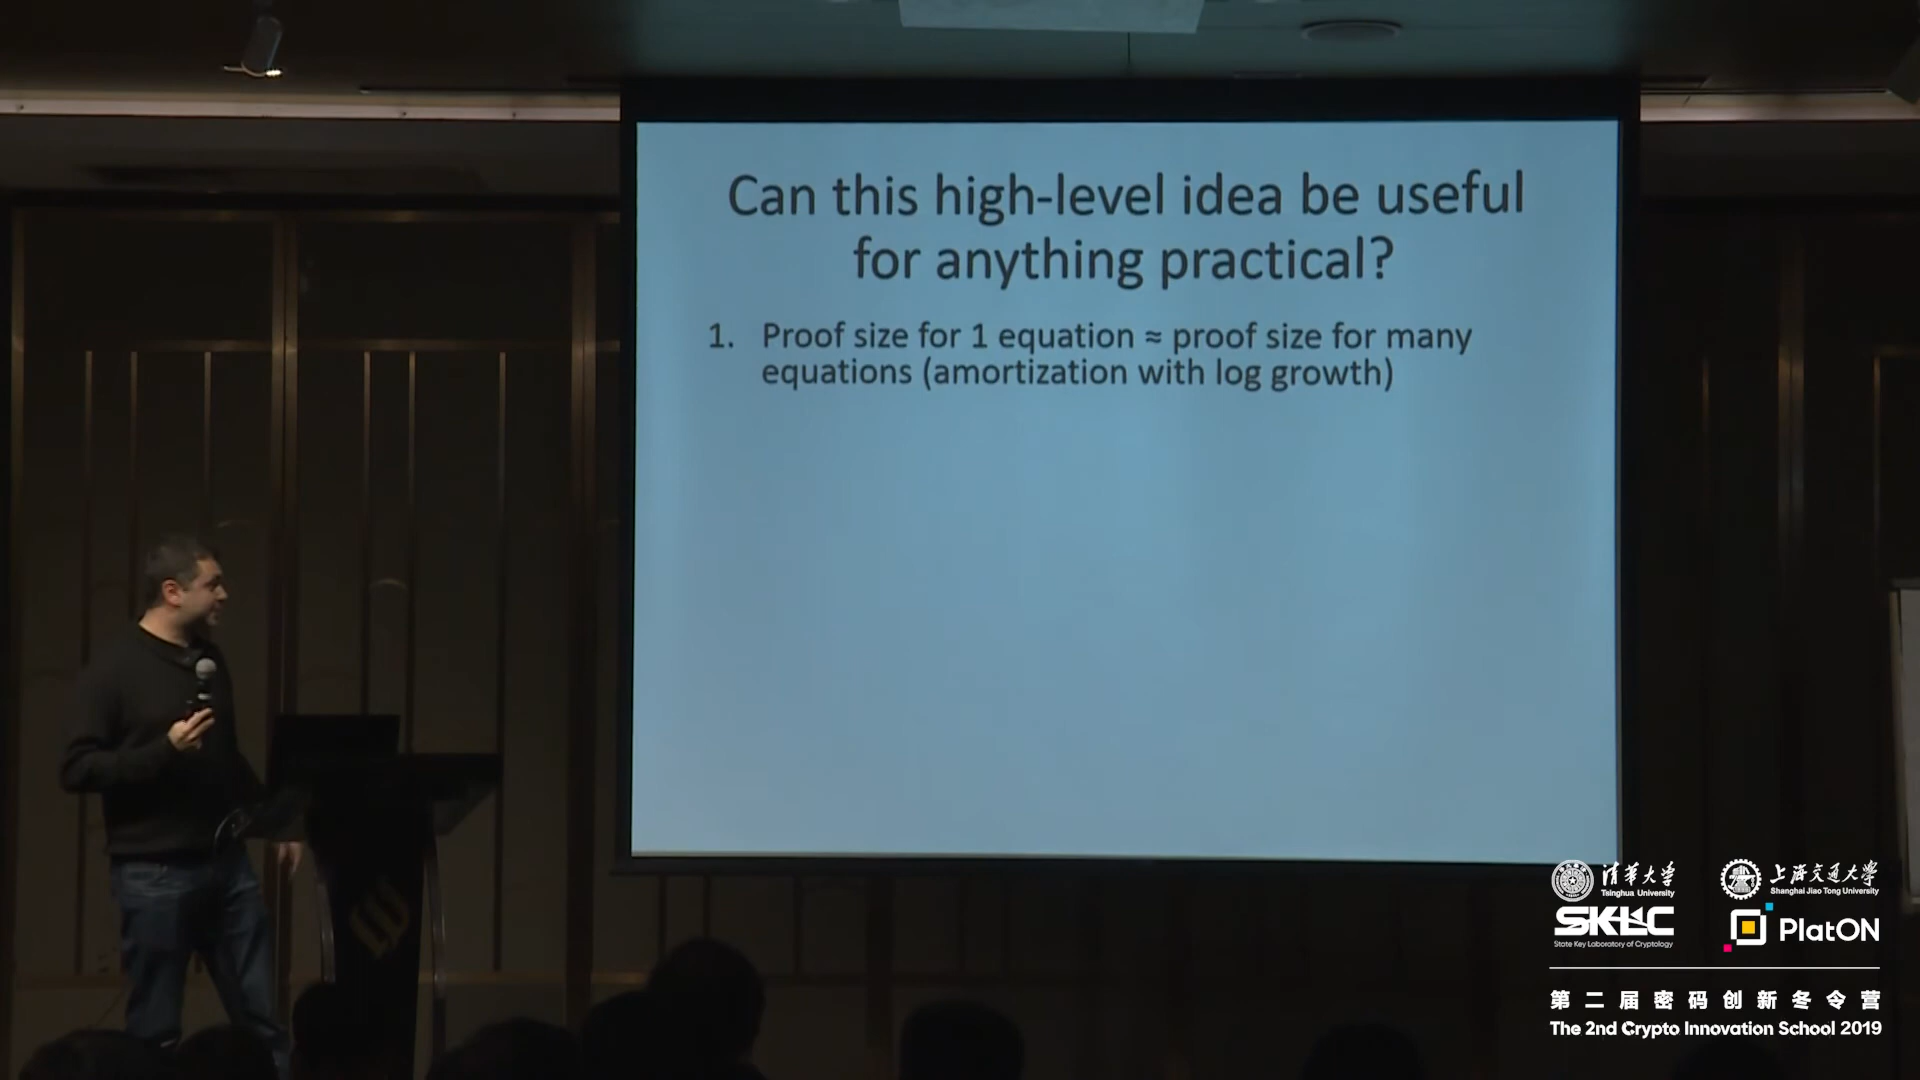 Can this high-level idea be useful
for anything practical?
1. Proof size for 1 equation ≈ proof size for many
equations (amortization with log growth)
清华大学
Tsinghua University
上海交通大学
Shanghai Jiao Tong University
SKLC
State Key Laboratory of Cryptology
PlatON
第二届密码创新冬令营
The 2nd Crypto Innovation School 2019